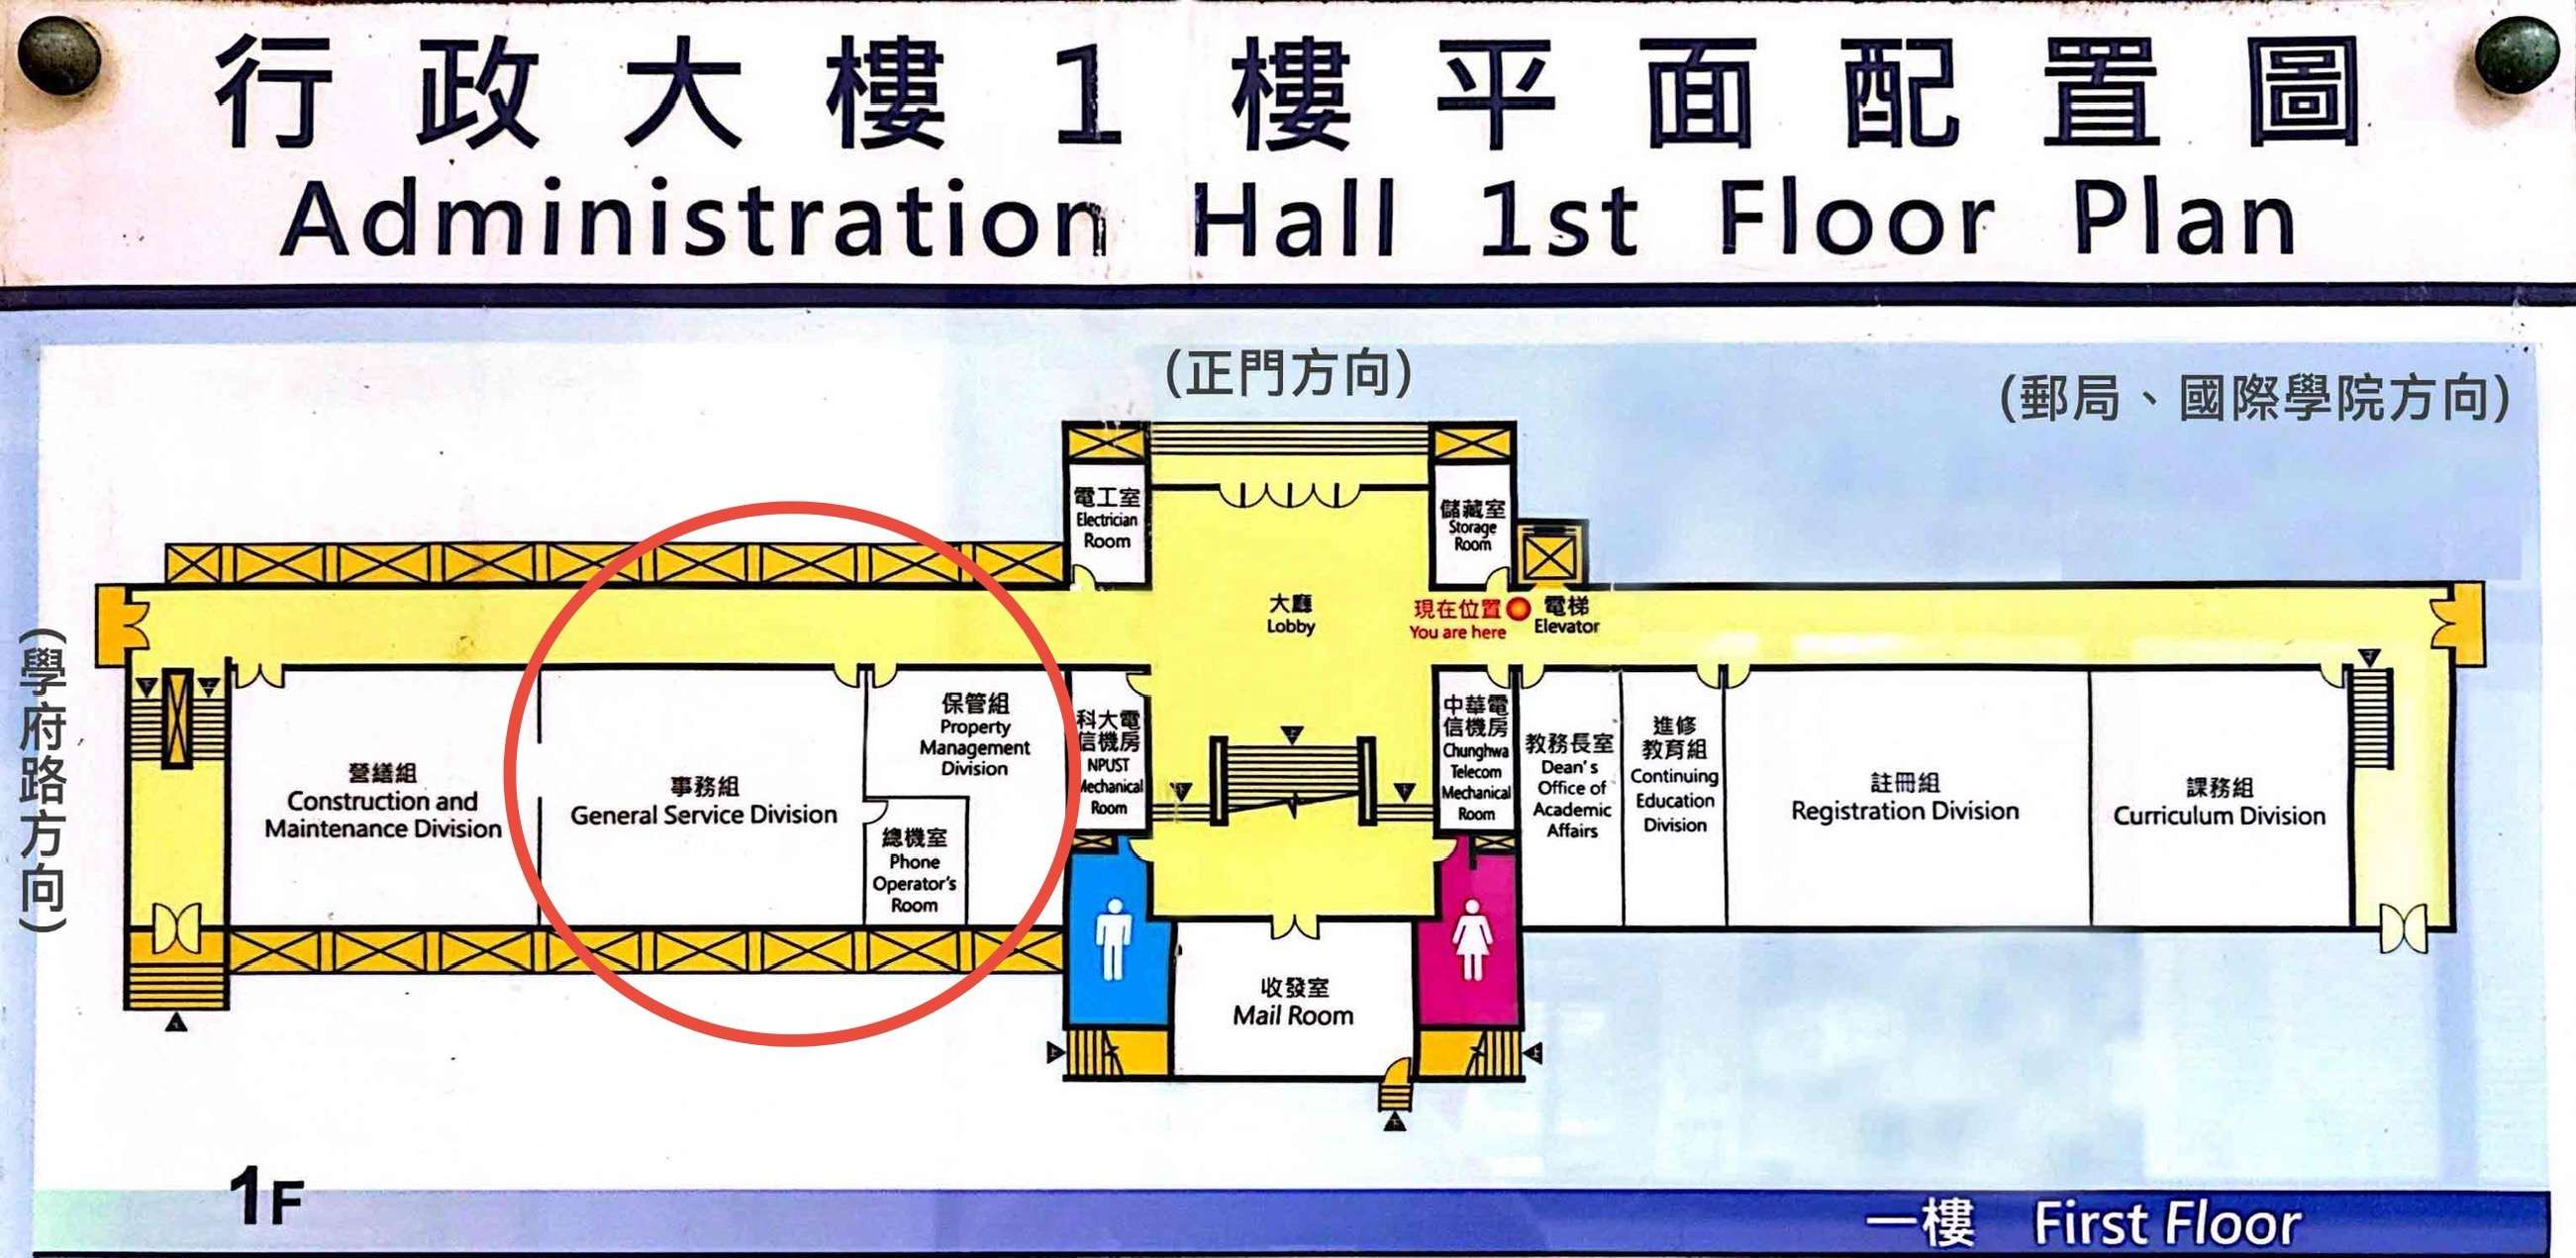 行政大樓1樓平面配置圖
Administration Hall 1st Floor Plan
(正門方向)
(郵局、國際學院方向)
(學府路方向)
電工室
Electrician
Room
儲藏室
Storage
Room
大廳
Lobby
現在位置
You are here
電梯
Elevator
營繕組
Construction and
Maintenance Division
事務組
General Service Division
保管組
Property
Management
Division
總機室
Phone
Operator's
Room
科大電
信機房
NPUST
Mechanical
Room
上
下
下
中華電
信機房
Chunghwa
Telecom
Mechanical
Room
教務長室
Dean's
Office of
Academic
Affairs
進修
教育組
Continuing
Education
Division
註冊組
Registration Division
課務組
Curriculum Division
收發室
Mail Room
上
上
1F
一樓 First Floor